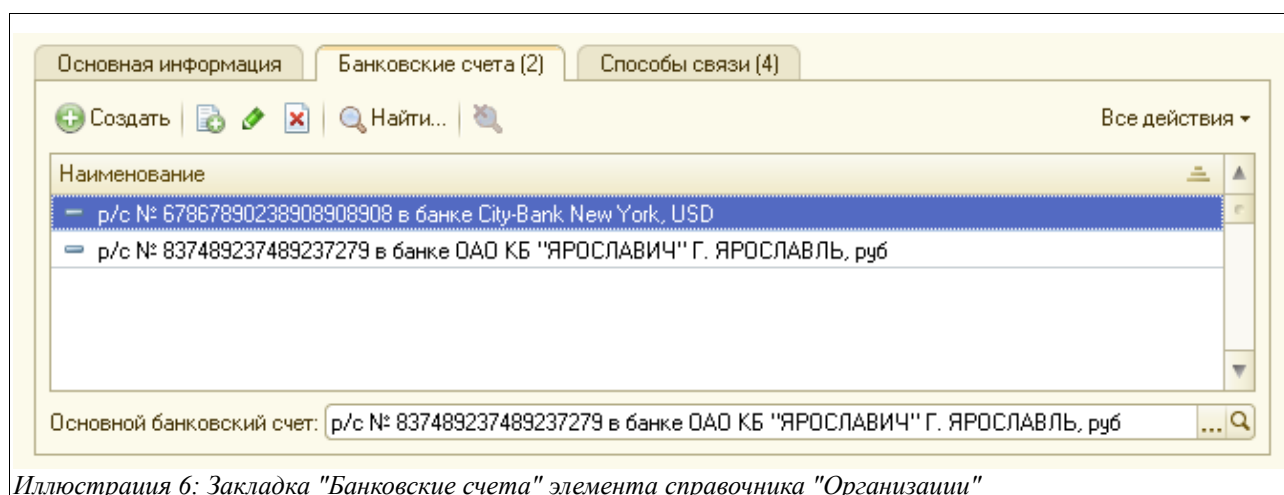 Основная информация Банковские счета (2) Способы связи (4)
Создать Найти... Все действия
Наименование
р/с № 67867890238908908908 в банке City-Bank New York, USD
р/с № 837489237489237279 в банке ОАО КБ "ЯРОСЛАВИЧ" Г. ЯРОСЛАВЛЬ, руб
Основной банковский счет: р/с № 837489237489237279 в банке ОАО КБ "ЯРОСЛАВИЧ" Г. ЯРОСЛАВЛЬ, руб ...
Иллюстрация 6: Закладка "Банковские счета" элемента справочника "Организации"